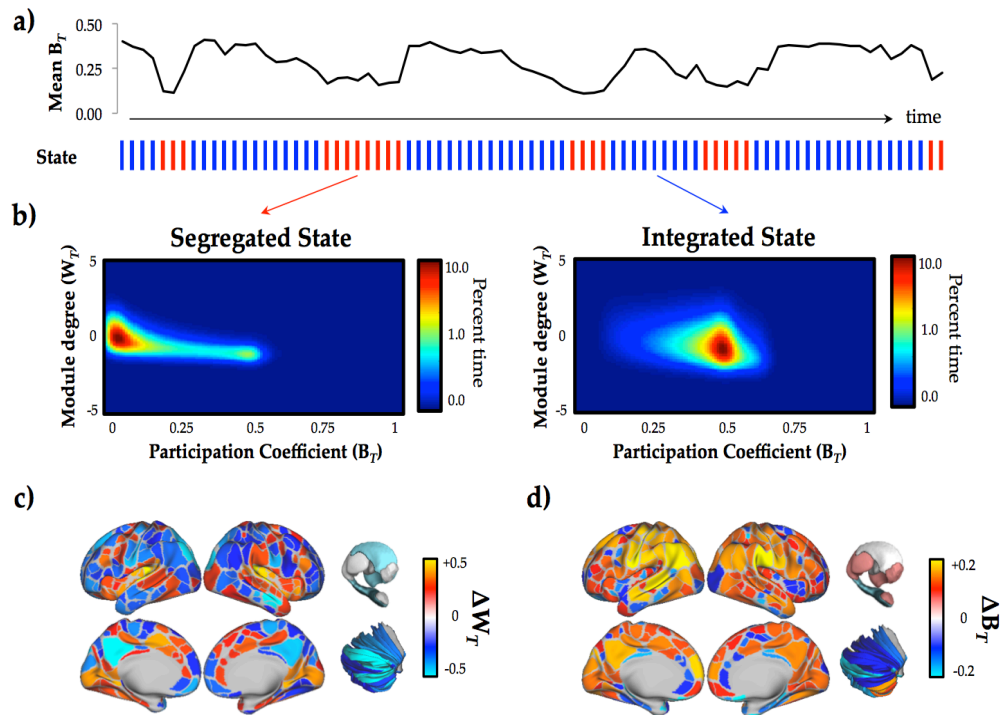 a)
Mean B_T
0.50
0.25
0.00
time
State
b)
Segregated State
Integrated State
Module degree (W_T)
5
0
-5
0
0.25
0.5
0.75
1
Participation Coefficient (B_T)
10.0
1.0
0.0
Percent time
Module degree (W_T)
5
0
-5
0
0.25
0.5
0.75
1
Participation Coefficient (B_T)
10.0
1.0
0.0
Percent time
c)
+0.5
0
-0.5
ΔW_T
d)
+0.2
0
-0.2
ΔB_T